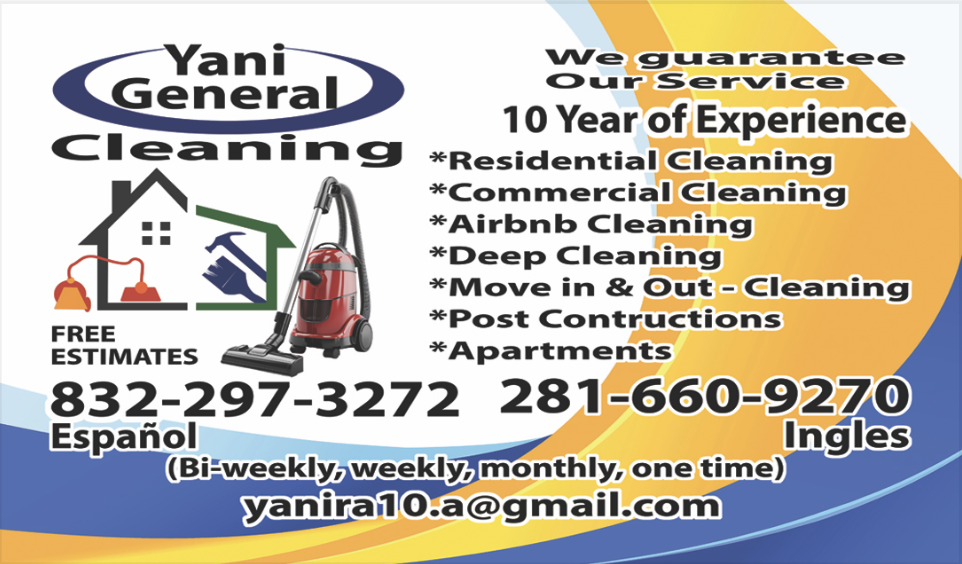 Yani
General
Cleaning
FREE
ESTIMATES
We guarantee
Our Service
10 Year of Experience
*Residential Cleaning
*Commercial Cleaning
*Airbnb Cleaning
*Deep Cleaning
*Move in & Out - Cleaning
*Post Contructions
*Apartments
832-297-3272
Español
281-660-9270
Ingles
(Bi-weekly, weekly, monthly, one time)
yanira10.a@gmail.com